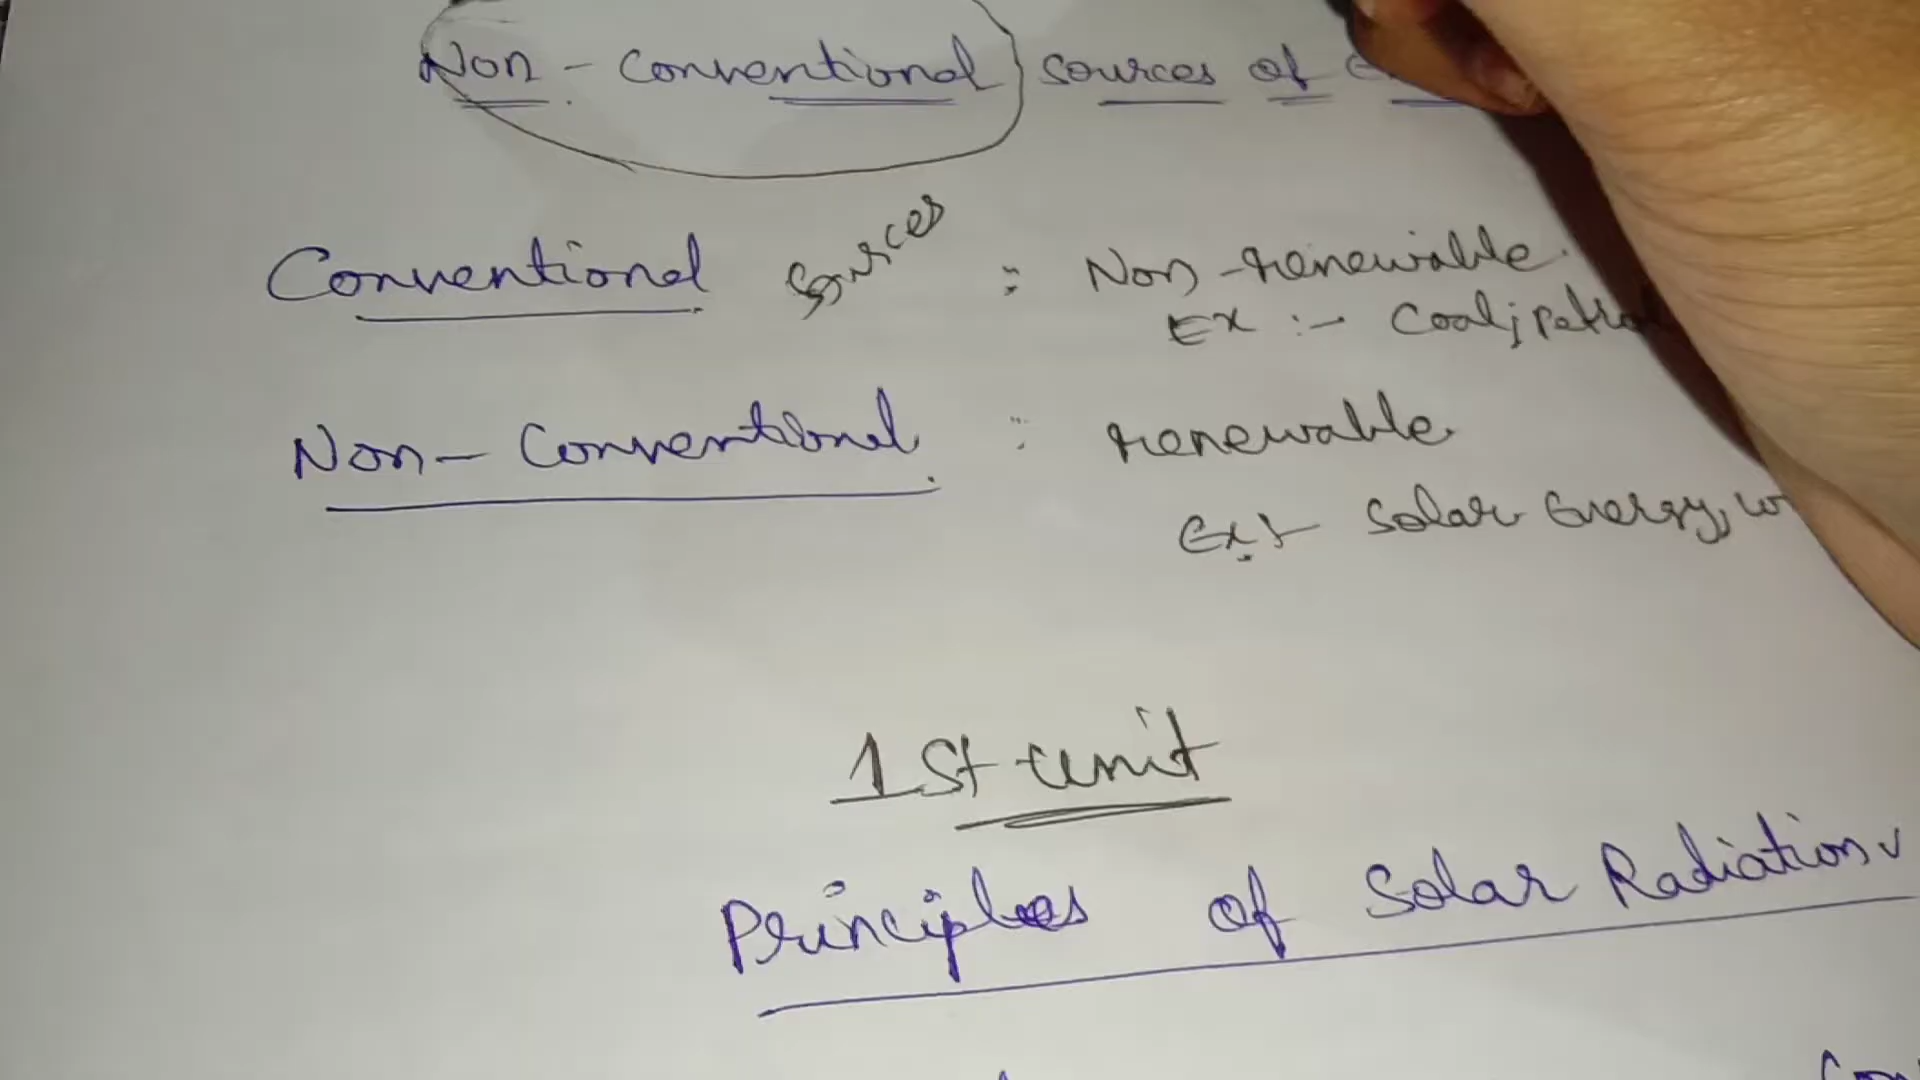 Non - Conventional sources of
Conventional sources : Non-renewable.
Ex :- Coal, petrol
Non - Conventional : renewable.
Ex :- Solar Energy,
1st unit
Principles of Solar Radiation